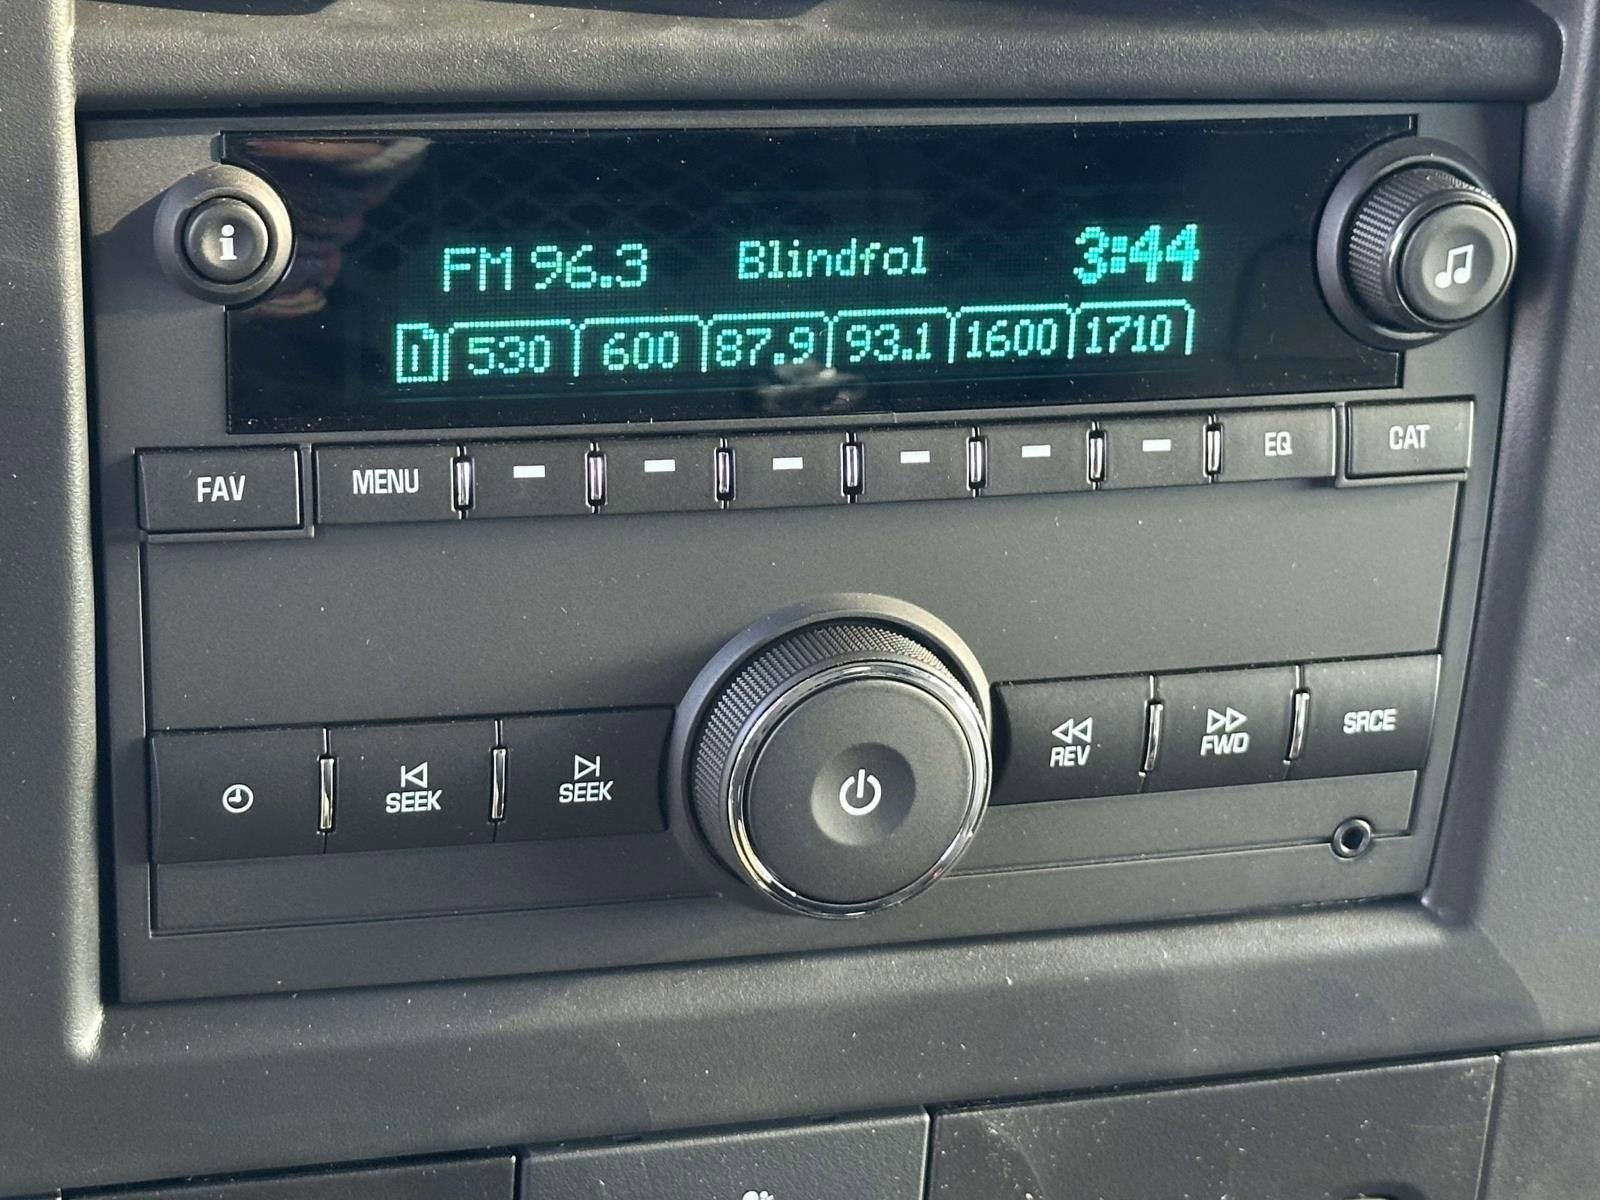 i
FM 96.3 Blindfol 3:44
1 530 600 87.9 93.1 1600 1710
FAV MENU EQ CAT
SEEK SEEK REV FWD SRCE